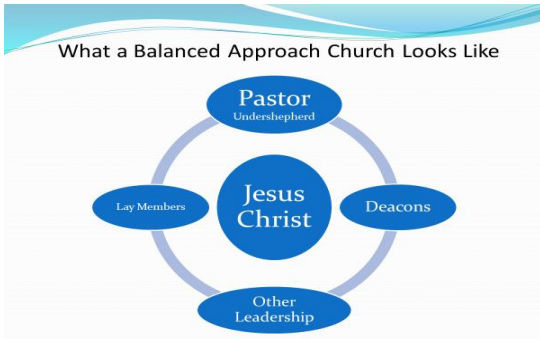 What a Balanced Approach Church Looks Like
Pastor
Undershepherd
Lay Members
Jesus
Christ
Deacons
Other
Leadership